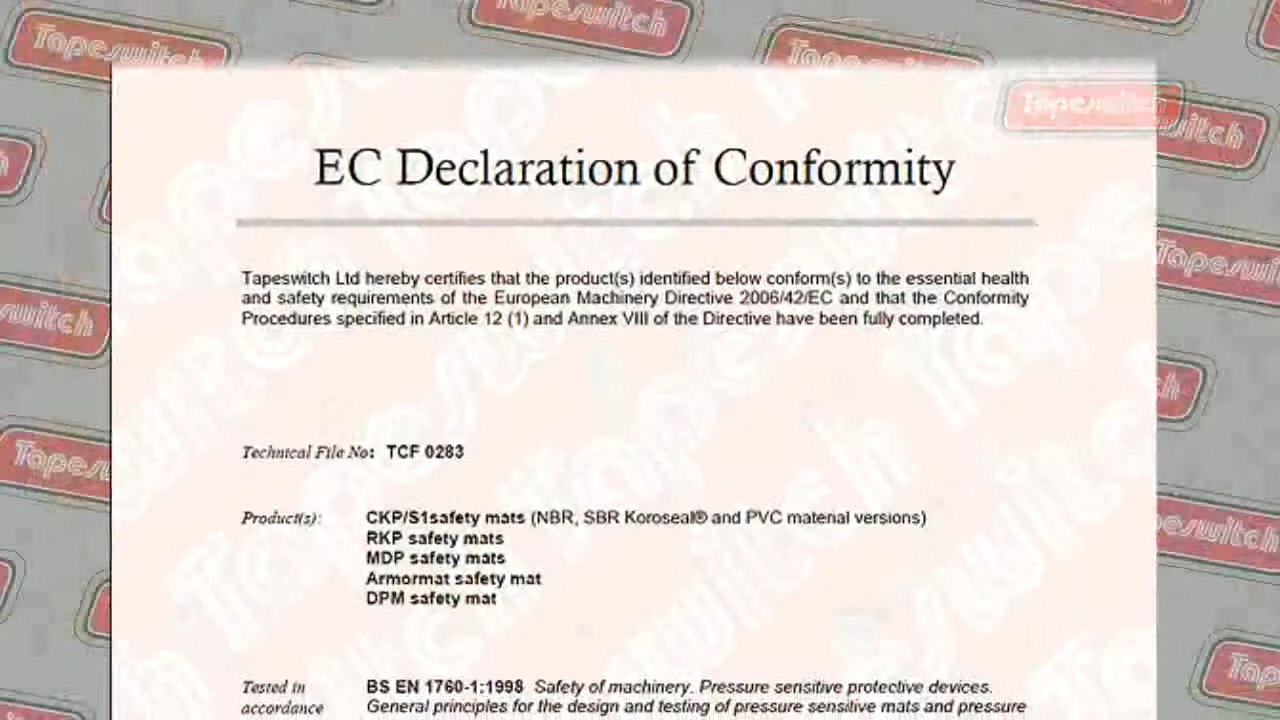 Tapeswitch
Tapeswitch
Tapeswitch
Tapeswitch
EC Declaration of Conformity
Tapeswitch Ltd hereby certifies that the product(s) identified below conform(s) to the essential health
and safety requirements of the European Machinery Directive 2006/42/EC and that the Conformity
Procedures specified in Article 12 (1) and Annex VIII of the Directive have been fully completed.
Technical File No: TCF 0283
Product(s): CKP/S1safety mats (NBR, SBR Koroseal® and PVC material versions)
RKP safety mats
MDP safety mats
Armormat safety mat
DPM safety mat
Tested in BS EN 1760-1:1998 Safety of machinery. Pressure sensitive protective devices.
accordance General principles for the design and testing of pressure sensitive mats and pressure